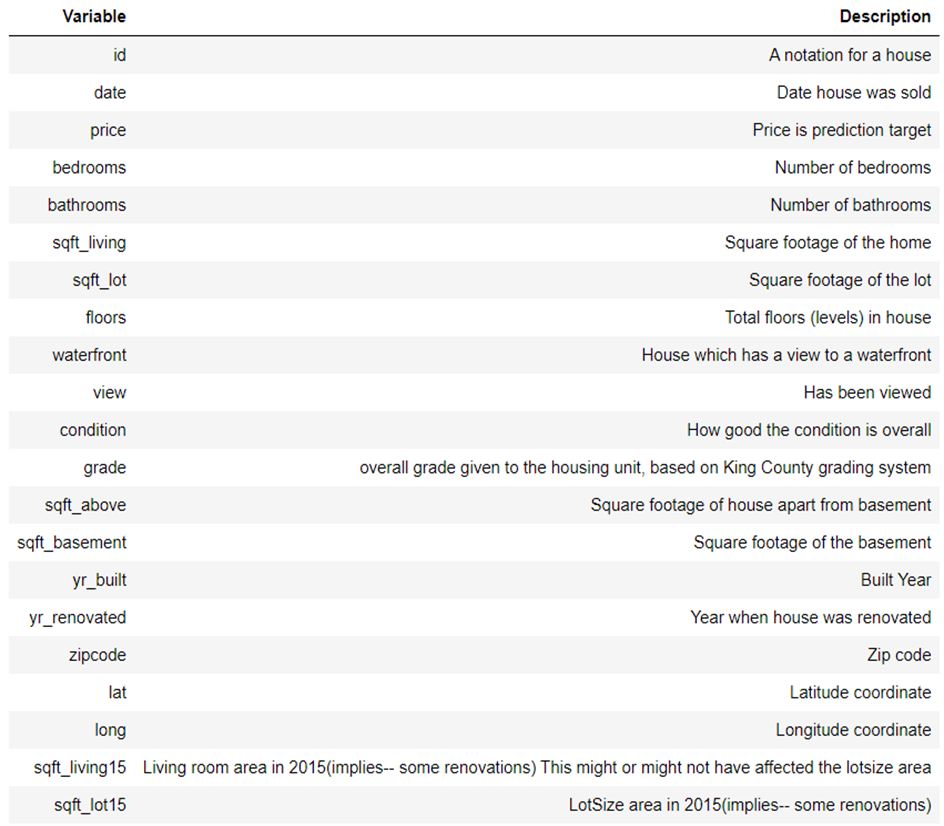 Variable Description
id A notation for a house
date Date house was sold
price Price is prediction target
bedrooms Number of bedrooms
bathrooms Number of bathrooms
sqft_living Square footage of the home
sqft_lot Square footage of the lot
floors Total floors (levels) in house
waterfront House which has a view to a waterfront
view Has been viewed
condition How good the condition is overall
grade overall grade given to the housing unit, based on King County grading system
sqft_above Square footage of house apart from basement
sqft_basement Square footage of the basement
yr_built Built Year
yr_renovated Year when house was renovated
zipcode Zip code
lat Latitude coordinate
long Longitude coordinate
sqft_living15 Living room area in 2015(implies-- some renovations) This might or might not have affected the lotsize area
sqft_lot15 LotSize area in 2015(implies-- some renovations)